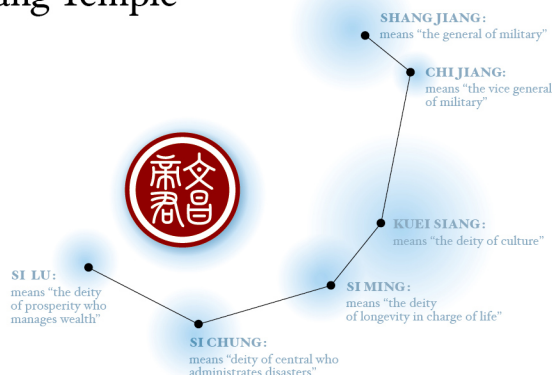 ang Temple
SHANG JIANG:
means “the general of military”
CHI JIANG:
means “the vice general
of military”
文昌
帝君
KUEI SIANG:
means “the deity of culture”
SI LU:
means “the deity
of prosperity who
manages wealth”
SI MING:
means “the deity
of longevity in charge of life”
SI CHUNG:
means “deity of central who
administrates disasters”